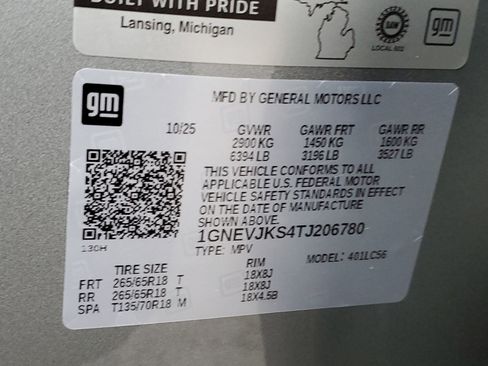 BUILT WITH PRIDE
Lansing, Michigan
UAW
LOCAL 602
gm
gm
MFD BY GENERAL MOTORS LLC
10/25 GVWR GAWR FRT GAWR RR
2900 KG 1450 KG 1600 KG
6394 LB 3196 LB 3527 LB
THIS VEHICLE CONFORMS TO ALL
APPLICABLE U.S. FEDERAL MOTOR
VEHICLE SAFETY STANDARDS IN EFFECT
ON THE DATE OF MANUFACTURE
SHOWN ABOVE.
1GNEVJKS4TJ206780
130H
TYPE: MPV MODEL: 401LC56
TIRE SIZE RIM
FRT 265/65R18 T 18X8J
RR 265/65R18 T 18X8J
SPA T135/70R18 M 18X4.5B